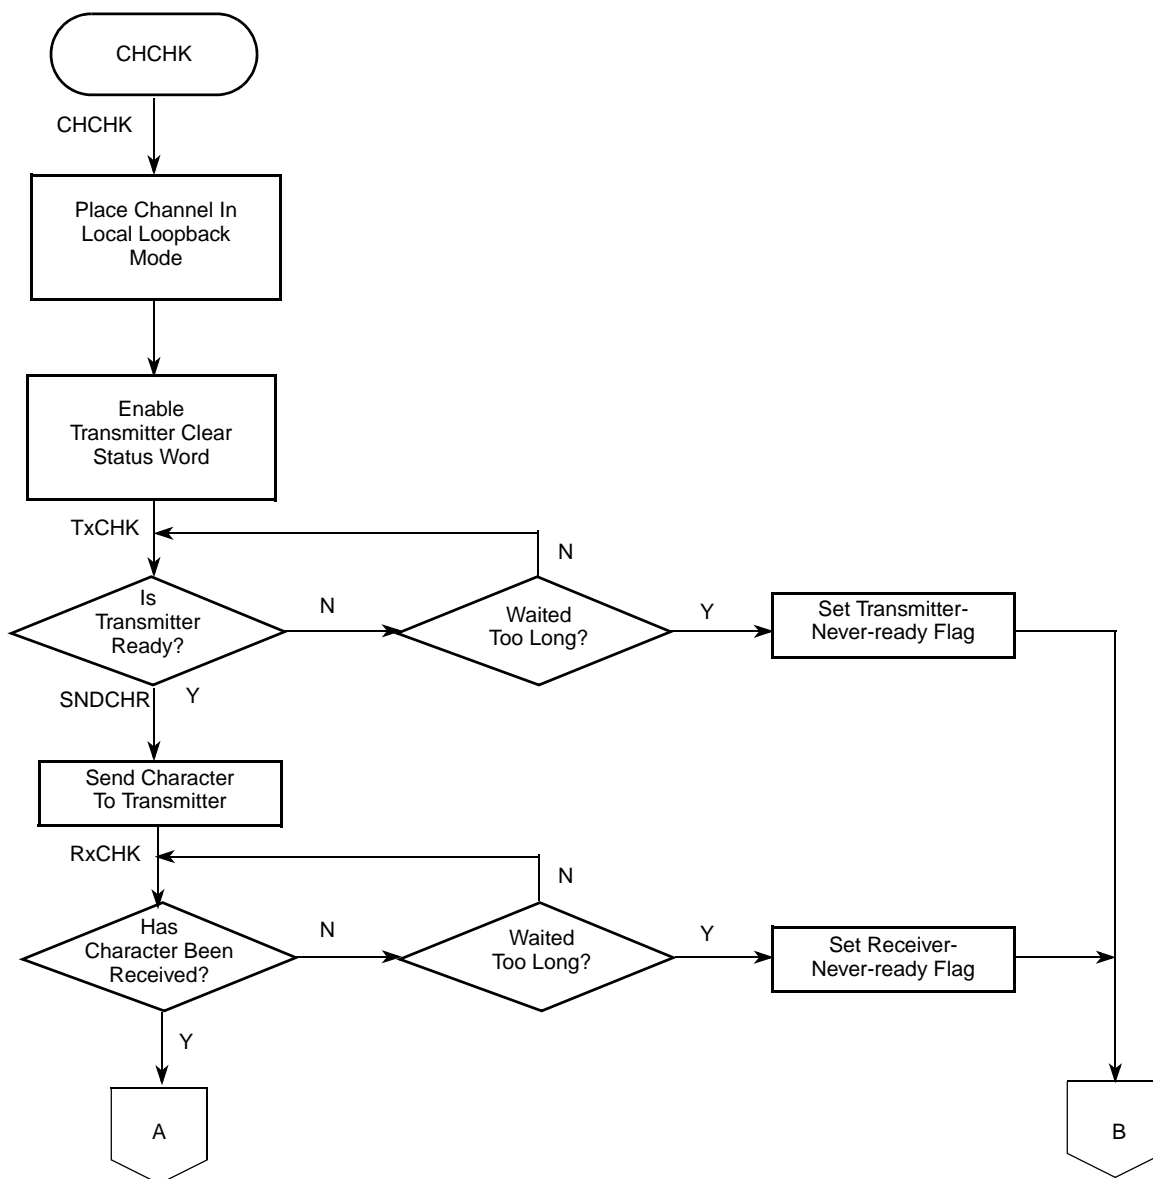 CHCHK
CHCHK
Place Channel In
Local Loopback
Mode
Enable
Transmitter Clear
Status Word
TxCHK
N
Is
Transmitter
Ready?
N
Waited
Too Long?
Y
Set Transmitter-
Never-ready Flag
SNDCHR
Y
Send Character
To Transmitter
RxCHK
N
Has
Character Been
Received?
N
Waited
Too Long?
Y
Set Receiver-
Never-ready Flag
Y
A
B